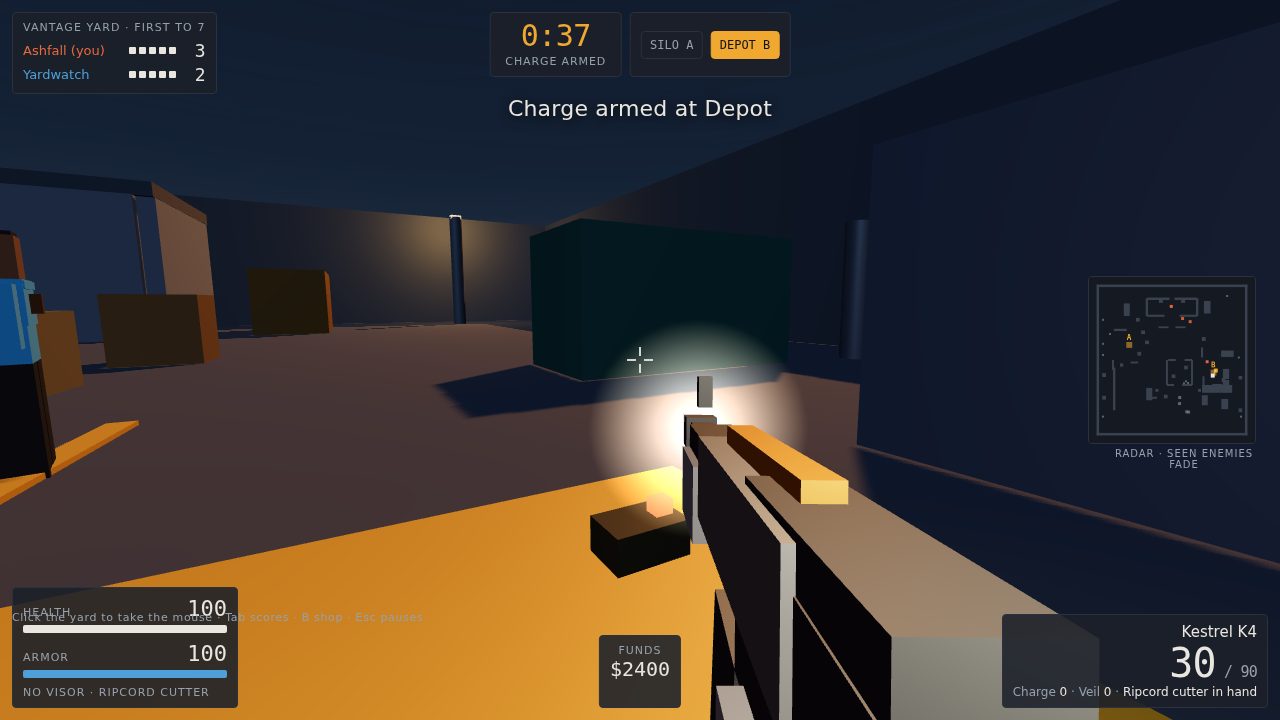 VANTAGE YARD · FIRST TO 7
Ashfall (you) 3
Yardwatch 2
0:37
CHARGE ARMED
SILO A
DEPOT B
Charge armed at Depot
A
B
RADAR · SEEN ENEMIES
FADE
HEALTH 100
Click the yard to take the mouse · Tab scores · B shop · Esc pauses
ARMOR 100
NO VISOR · RIPCORD CUTTER
FUNDS
$2400
Kestrel K4
30 / 90
Charge 0 · Veil 0 · Ripcord cutter in hand